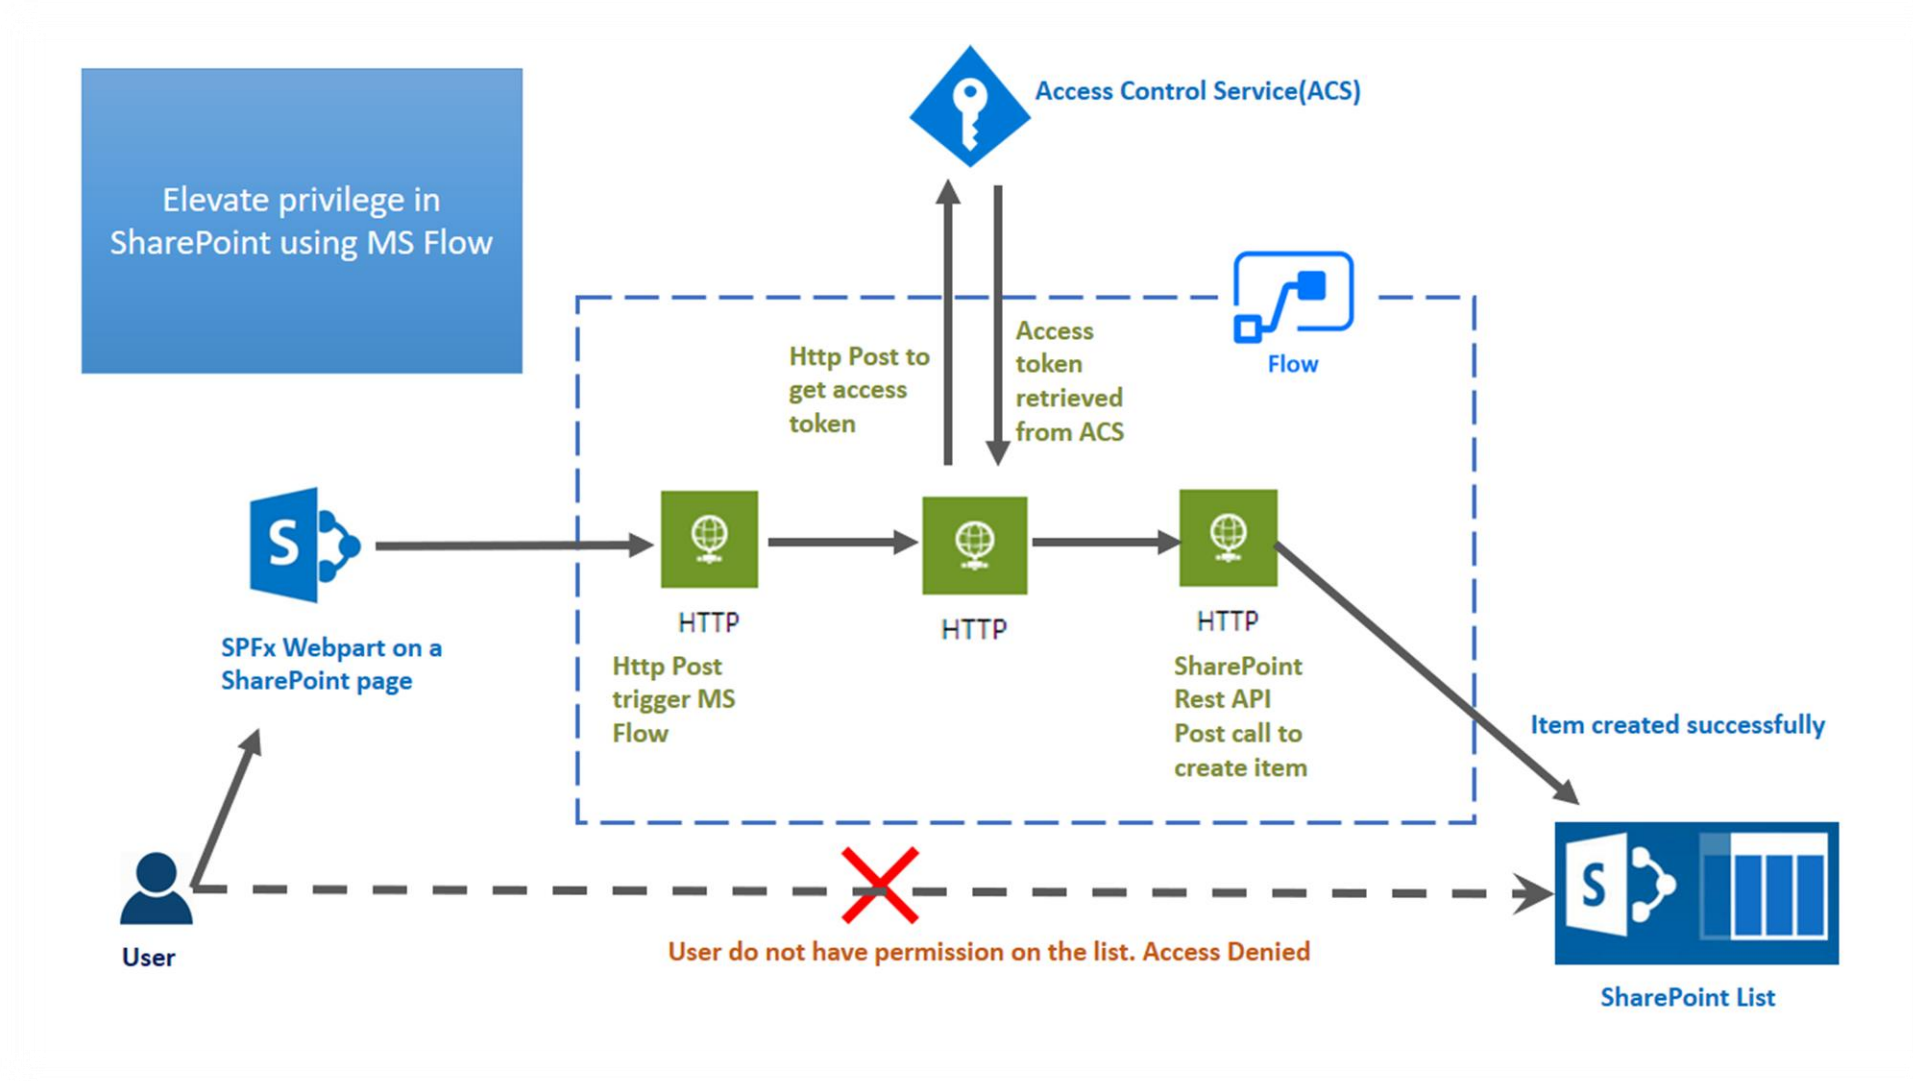 Elevate privilege in
SharePoint using MS Flow
Access Control Service(ACS)
Flow
Http Post to
get access
token
Access
token
retrieved
from ACS
S
SPFx Webpart on a
SharePoint page
HTTP
Http Post
trigger MS
Flow
HTTP
HTTP
SharePoint
Rest API
Post call to
create item
Item created successfully
User
User do not have permission on the list. Access Denied
S
SharePoint List